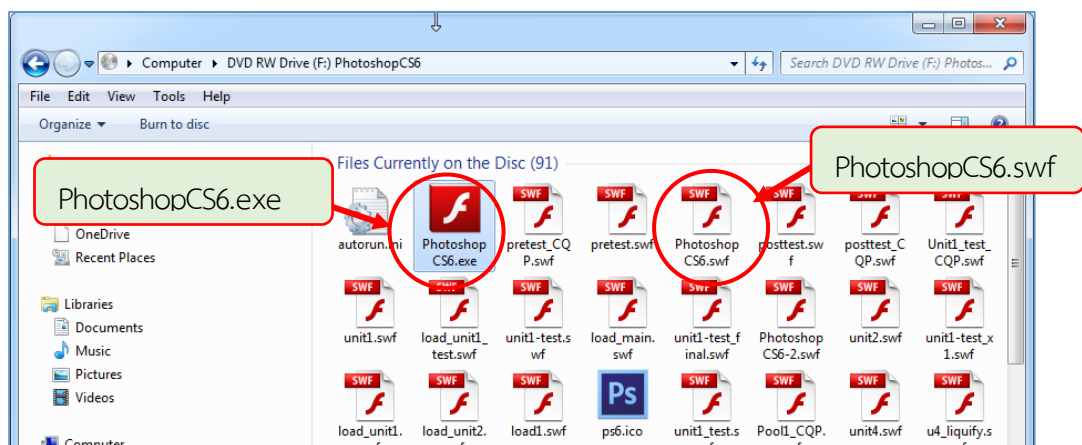 Computer ▸ DVD RW Drive (F:) PhotoshopCS6
Search DVD RW Drive (F:) Photos...
File Edit View Tools Help
Organize Burn to disc
Files Currently on the Disc (91)
PhotoshopCS6.exe
PhotoshopCS6.swf
OneDrive
Recent Places
Libraries
Documents
Music
Pictures
Videos
Computer
autorun.ini
Photoshop
CS6.exe
pretest_CQ
P.swf
pretest.swf
Photoshop
CS6.swf
posttest.sw
f
posttest_C
QP.swf
Unit1_test_
CQP.swf
unit1.swf
load_unit1_
test.swf
unit1-test.s
wf
load_main.
swf
unit1-test_f
inal.swf
Photoshop
CS6-2.swf
unit2.swf
unit1-test_x
1.swf
load_unit1.
load_unit2.
load1.swf
ps6.ico
unit1_test.s
Pool1_CQP.
unit4.swf
u4_liquify.s
SWF SWF SWF SWF SWF SWF
SWF SWF SWF SWF SWF SWF SWF SWF
SWF SWF SWF Ps SWF SWF SWF SWF